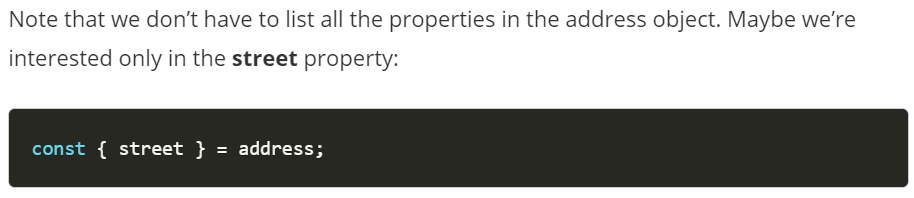 Note that we don’t have to list all the properties in the address object. Maybe we’re
interested only in the street property:
const { street } = address;